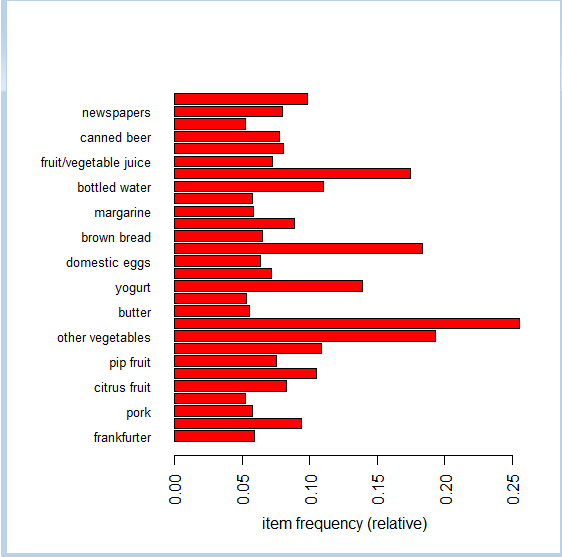 newspapers
canned beer
fruit/vegetable juice
bottled water
margarine
brown bread
domestic eggs
yogurt
butter
other vegetables
pip fruit
citrus fruit
pork
frankfurter
0.00 0.05 0.10 0.15 0.20 0.25
item frequency (relative)